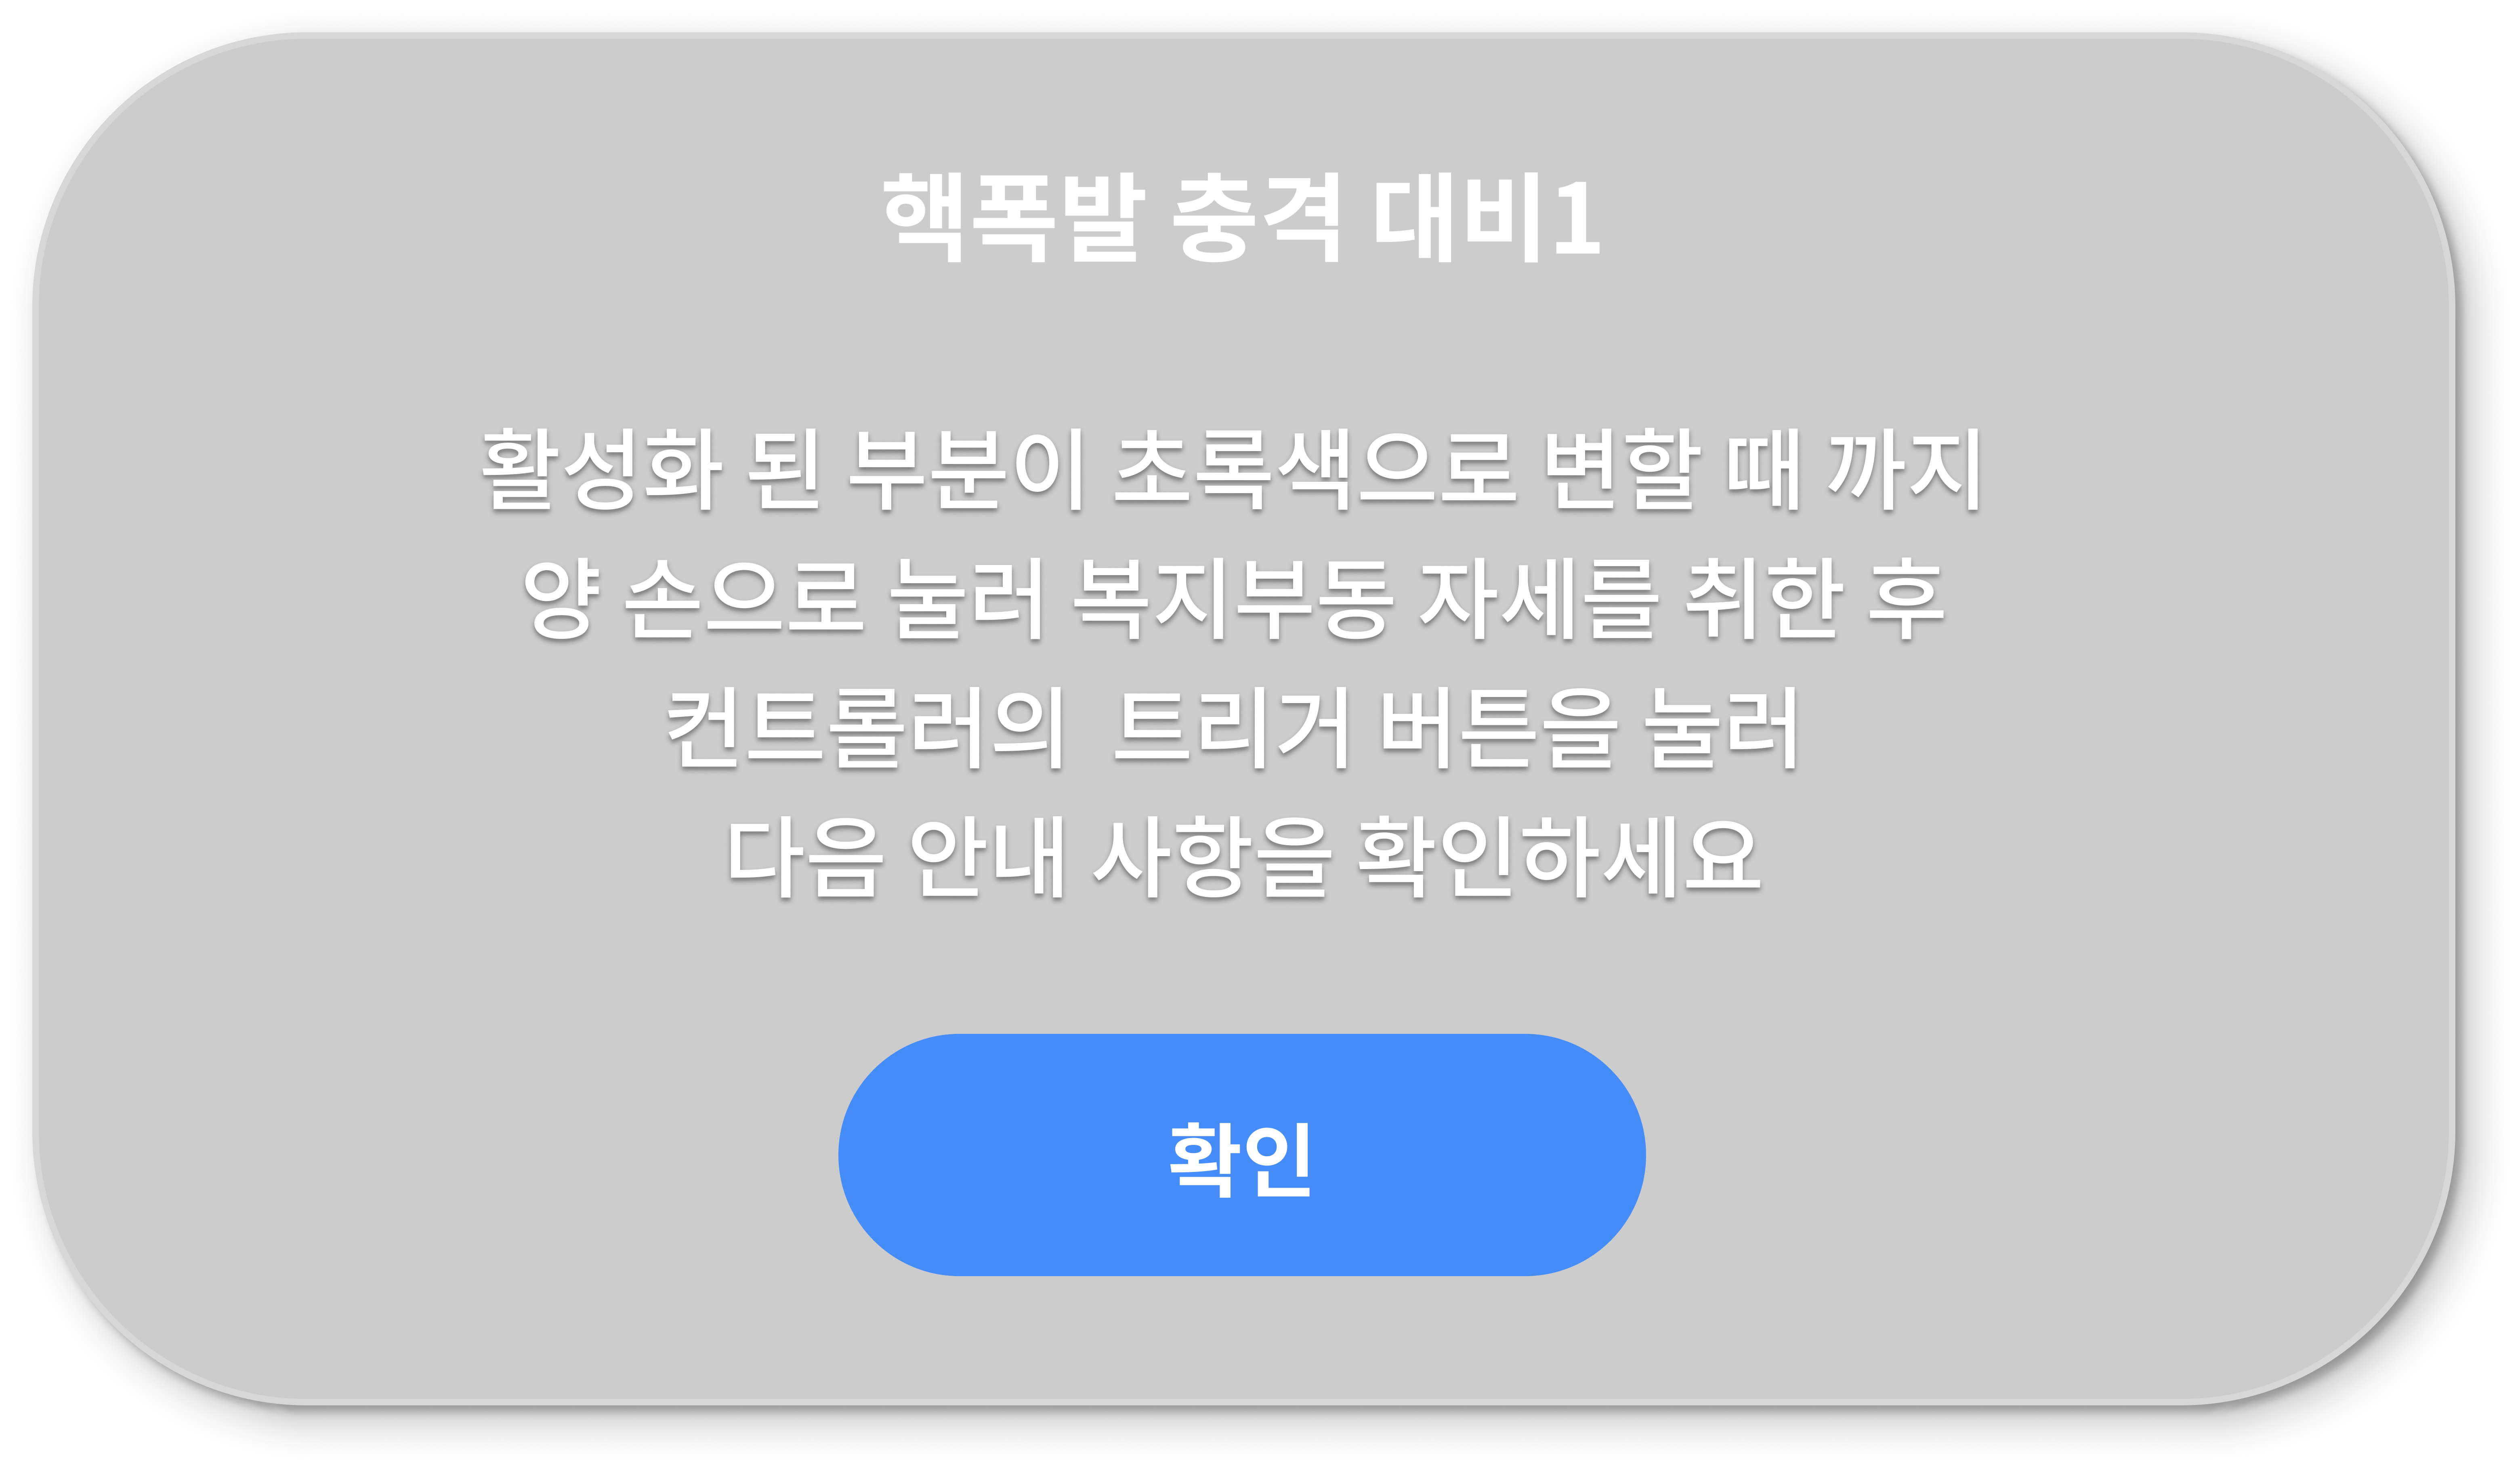 핵폭발 충격 대비1
활성화 된 부분이 초록색으로 변할 때 까지
양 손으로 눌러 복지부동 자세를 취한 후
컨트롤러의  트리거 버튼을 눌러
다음 안내 사항을 확인하세요
확인